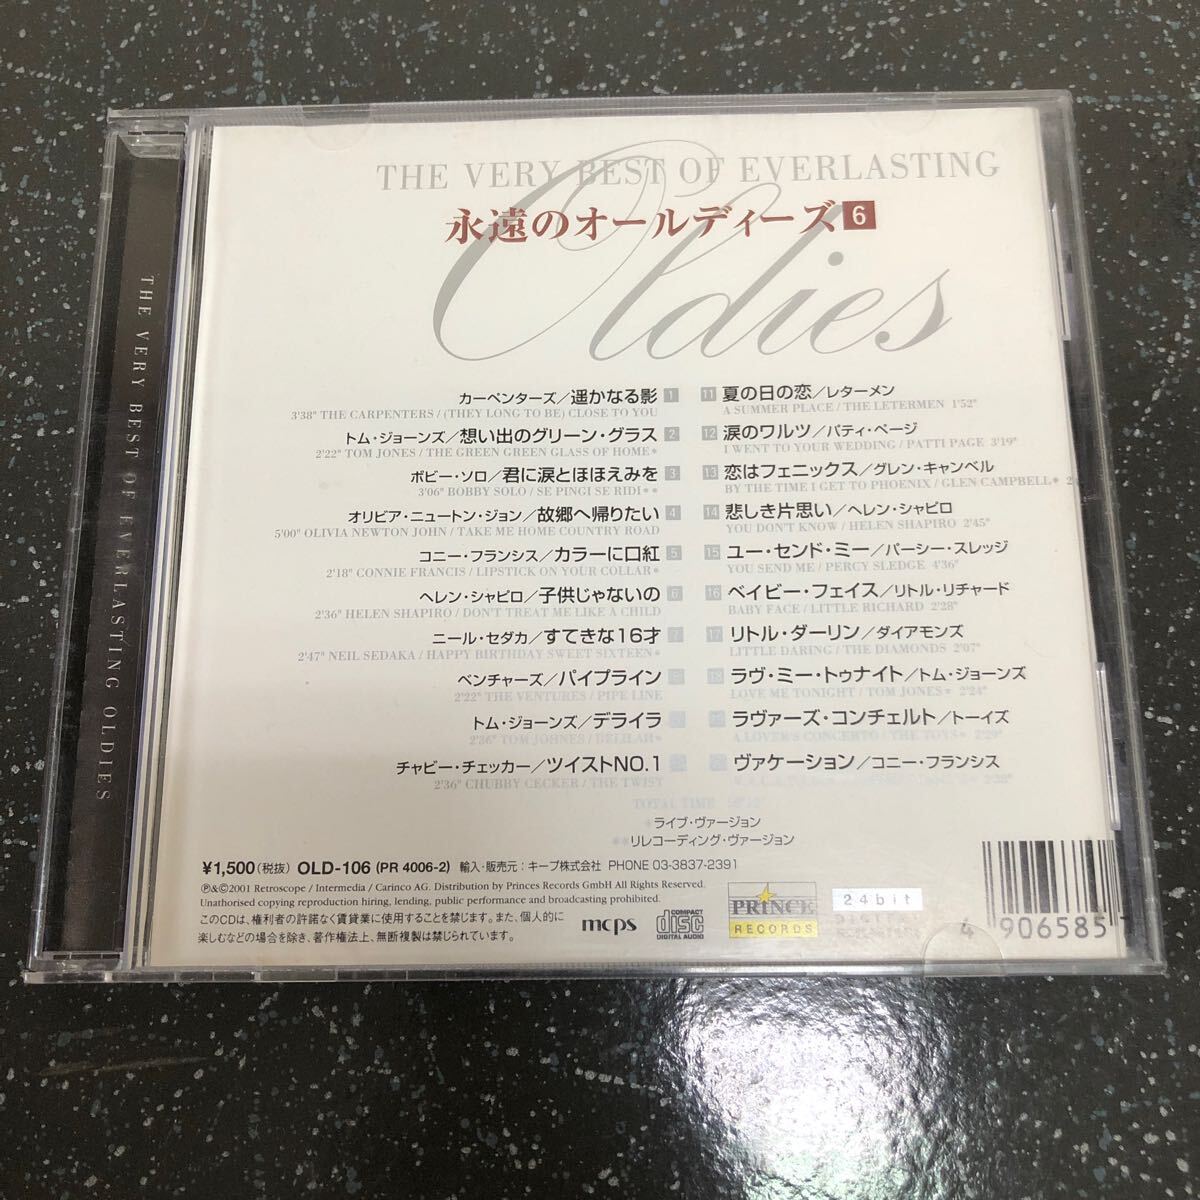 THE VERY BEST OF EVERLASTING
Oldies
永遠のオールディーズ 6
THE VERY BEST OF EVERLASTING OLDIES
カーペンターズ／遥かなる影 1
3'38" THE CARPENTERS / (THEY LONG TO BE) CLOSE TO YOU
トム・ジョーンズ／想い出のグリーン・グラス 2
2'22" TOM JONES / THE GREEN GREEN GLASS OF HOME*
ボビー・ソロ／君に涙とほほえみを 3
3'06" BOBBY SOLO / SE PINGI SE RIDI**
オリビア・ニュートン・ジョン／故郷へ帰りたい 4
5'00" OLIVIA NEWTON JOHN / TAKE ME HOME COUNTRY ROAD
コニー・フランシス／カラーに口紅 5
2'18" CONNIE FRANCIS / LIPSTICK ON YOUR COLLAR*
ヘレン・シャピロ／子供じゃないの 6
2'36" HELEN SHAPIRO / DON'T TREAT ME LIKE A CHILD
ニール・セダカ／すてきな16才 7
2'47" NEIL SEDAKA / HAPPY BIRTHDAY SWEET SIXTEEN*
ベンチャーズ／パイプライン
2'22" THE VENTURES / PIPE LINE
トム・ジョーンズ／デライラ
2'36" TOM JOHNES / DELILAH*
チャビー・チェッカー／ツイストNO.1
2'36" CHUBBY CECKER / THE TWIST
11 夏の日の恋／レターメン
A SUMMER PLACE / THE LETERMEN 1'52"
12 涙のワルツ／パティ・ページ
I WENT TO YOUR WEDDING / PATTI PAGE 3'19"
13 恋はフェニックス／グレン・キャンベル
BY THE TIME I GET TO PHOENIX / GLEN CAMPBELL*
14 悲しき片思い／ヘレン・シャピロ
YOU DON'T KNOW / HELEN SHAPIRO 2'45"
15 ユー・センド・ミー／パーシー・スレッジ
YOU SEND ME / PERCY SLEDGE 4'36"
16 ベイビー・フェイス／リトル・リチャード
BABY FACE / LITTLE RICHARD 2'28"
17 リトル・ダーリン／ダイアモンズ
LITTLE DARING / THE DIAMONDS 2'07"
18 ラヴ・ミー・トゥナイト／トム・ジョーンズ
LOVE ME TONIGHT / TOM JONES* 2'24"
ラヴァーズ・コンチェルト／トーイズ
A LOVER'S CONCERTO / THE TOYS* 2'29"
ヴァケーション／コニー・フランシス
TOTAL TIME
*ライブ・ヴァージョン
**リレコーディング・ヴァージョン
¥1,500(税抜) OLD-106 (PR 4006-2) 輸入・販売元：キープ株式会社 PHONE 03-3837-2391
℗&©2001 Retroscope / Intermedia / Carinco AG. Distribution by Princes Records GmbH All Rights Reserved.
Unathorised copying reproduction hiring, lending, public performance and broadcasting prohibited.
このCDは、権利者の許諾なく賃貸業に使用することを禁じます。また、個人的に
楽しむなどの場合を除き、著作権法上、無断複製は禁じられています。
mcps
COMPACT disc DIGITAL AUDIO
PRINCE RECORDS
24bit
4 906585